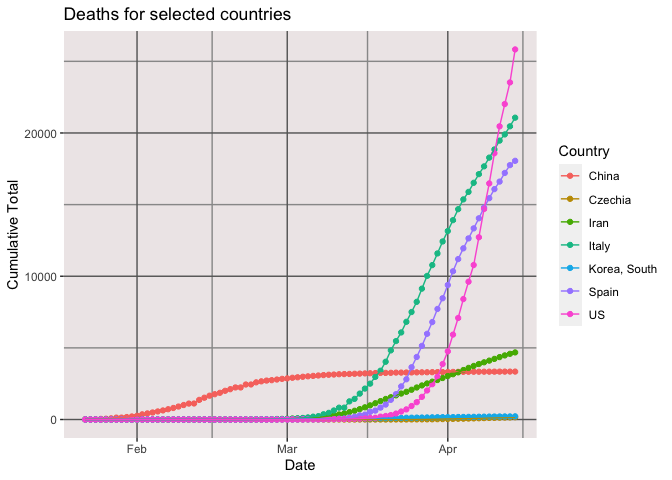 Deaths for selected countries
Cumulative Total
20000
10000
0
Feb
Mar
Apr
Date
Country
China
Czechia
Iran
Italy
Korea, South
Spain
US